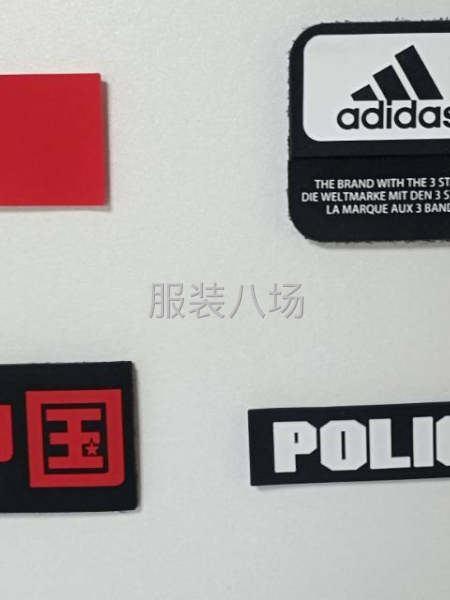 adidas
THE BRAND WITH THE 3 ST
DIE WELTMARKE MIT DEN 3 S
LA MARQUE AUX 3 BAND
服装八场
国
POLIC